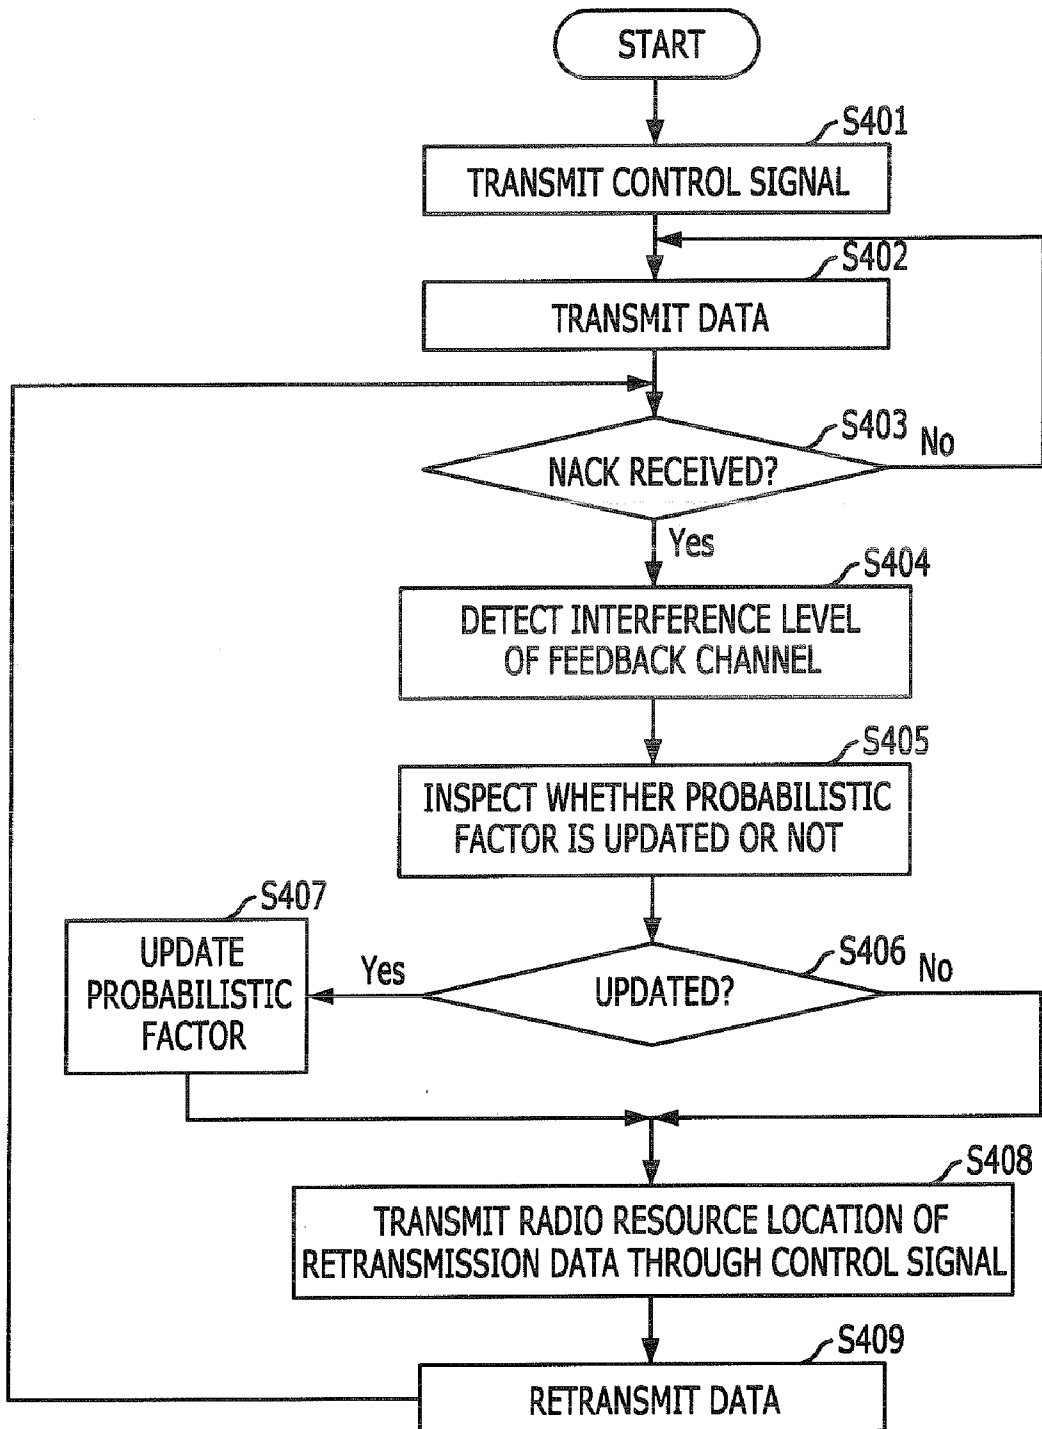 START
S401
TRANSMIT CONTROL SIGNAL
S402
TRANSMIT DATA
S403
No
NACK RECEIVED?
Yes
S404
DETECT INTERFERENCE LEVEL
OF FEEDBACK CHANNEL
S405
INSPECT WHETHER PROBABILISTIC
FACTOR IS UPDATED OR NOT
S407
UPDATE
PROBABILISTIC
FACTOR
Yes
S406
No
UPDATED?
S408
TRANSMIT RADIO RESOURCE LOCATION OF
RETRANSMISSION DATA THROUGH CONTROL SIGNAL
S409
RETRANSMIT DATA